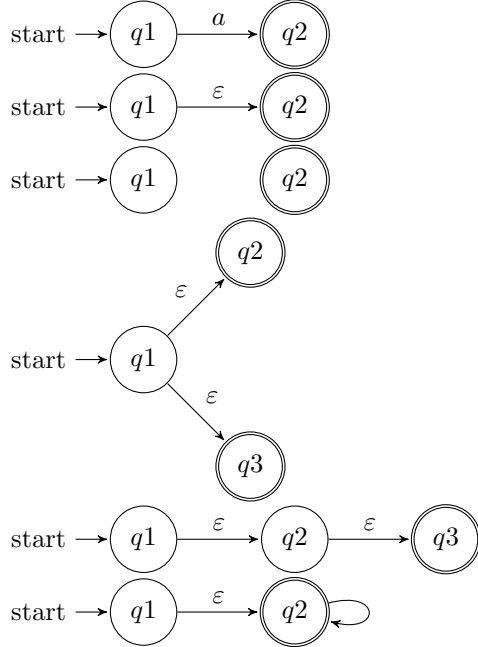 start q1 a q2
start q1 ε q2
start q1 q2
q2
ε
start q1
ε
q3
start q1 ε q2 ε q3
start q1 ε q2